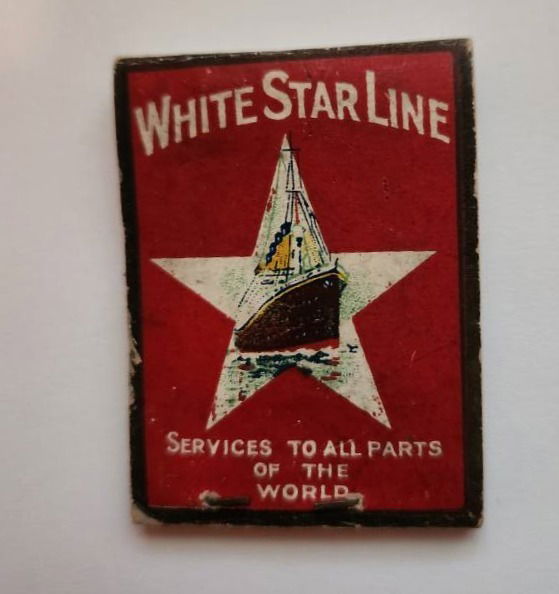 WHITE STAR LINE
SERVICES TO ALL PARTS
OF THE
WORLD